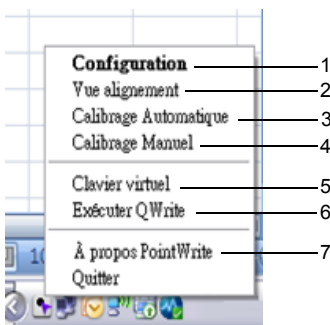 Configuration 1
Vue alignement 2
Calibrage Automatique 3
Calibrage Manuel 4
Clavier virtuel 5
Exécuter QWrite 6
À propos PointWrite 7
Quitter